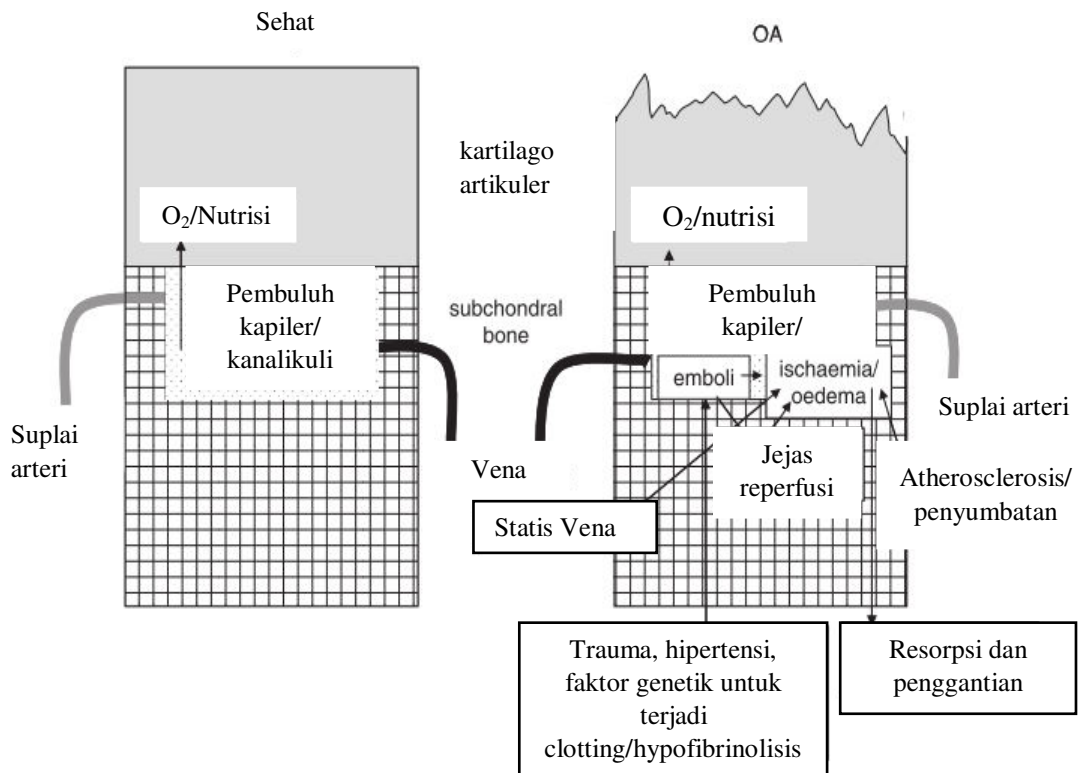 Sehat
OA
kartilago
artikuler
O₂/Nutrisi
O₂/nutrisi
Pembuluh
kapiler/
kanalikuli
subchondral
bone
Pembuluh
kapiler/
emboli
ischaemia/
oedema
Suplai
arteri
Vena
Suplai arteri
Jejas
reperfusi
Atherosclerosis/
penyumbatan
Statis Vena
Trauma, hipertensi,
faktor genetik untuk
terjadi
clotting/hypofibrinolisis
Resorpsi dan
penggantian